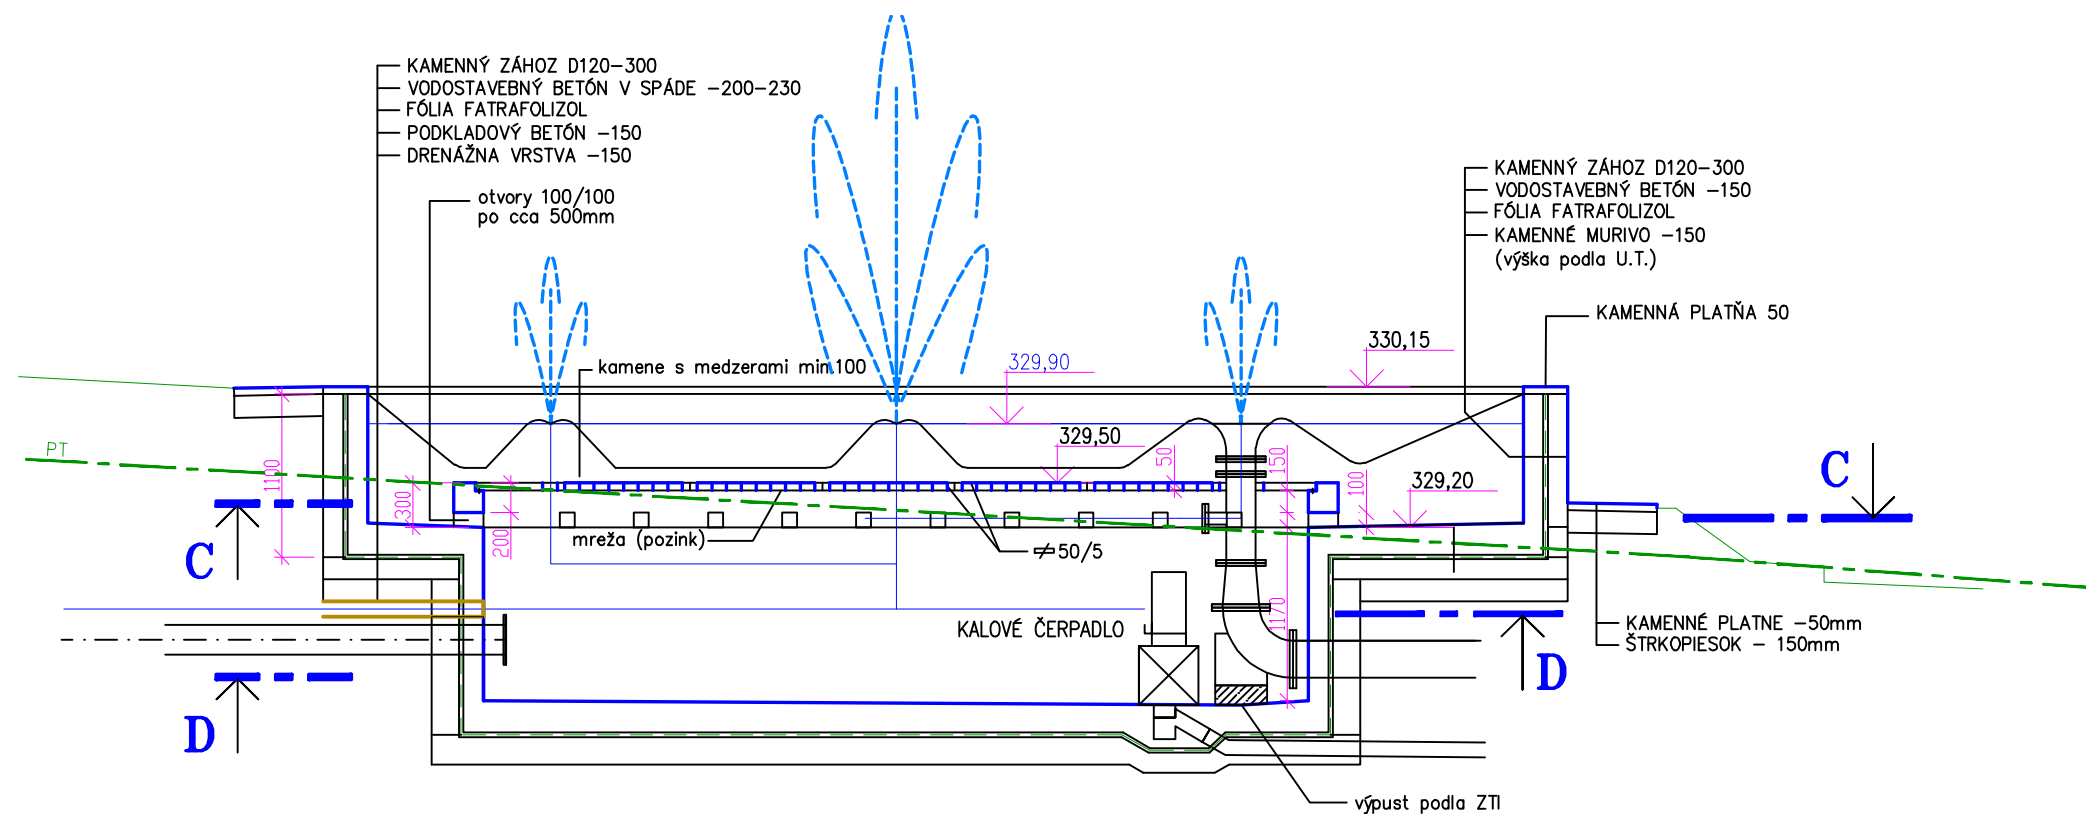 KAMENNÝ ZÁHOZ D120-300
VODOSTAVEBNÝ BETÓN V SPÁDE -200-230
FÓLIA FATRAFOLIZOL
PODKLADOVÝ BETÓN -150
DRENÁŽNA VRSTVA -150
otvory 100/100
po cca 500mm
KAMENNÝ ZÁHOZ D120-300
VODOSTAVEBNÝ BETÓN -150
FÓLIA FATRAFOLIZOL
KAMENNÉ MURIVO -150
(výška podla U.T.)
KAMENNÁ PLATŇA 50
330,15
329,90
kamene s medzerami min.100
329,50
PT
1100
300
200
50
150
100
329,20
C
C
mreža (pozink)
50/5
1170
KALOVÉ ČERPADLO
KAMENNÉ PLATNE -50mm
ŠTRKOPIESOK - 150mm
D
D
výpust podla ZTI